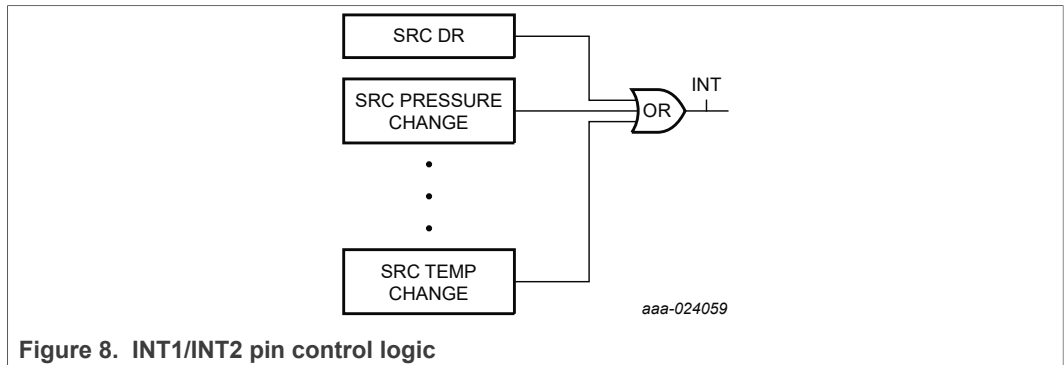 SRC DR
SRC PRESSURE
CHANGE
INT
OR
SRC TEMP
CHANGE
aaa-024059
Figure 8. INT1/INT2 pin control logic